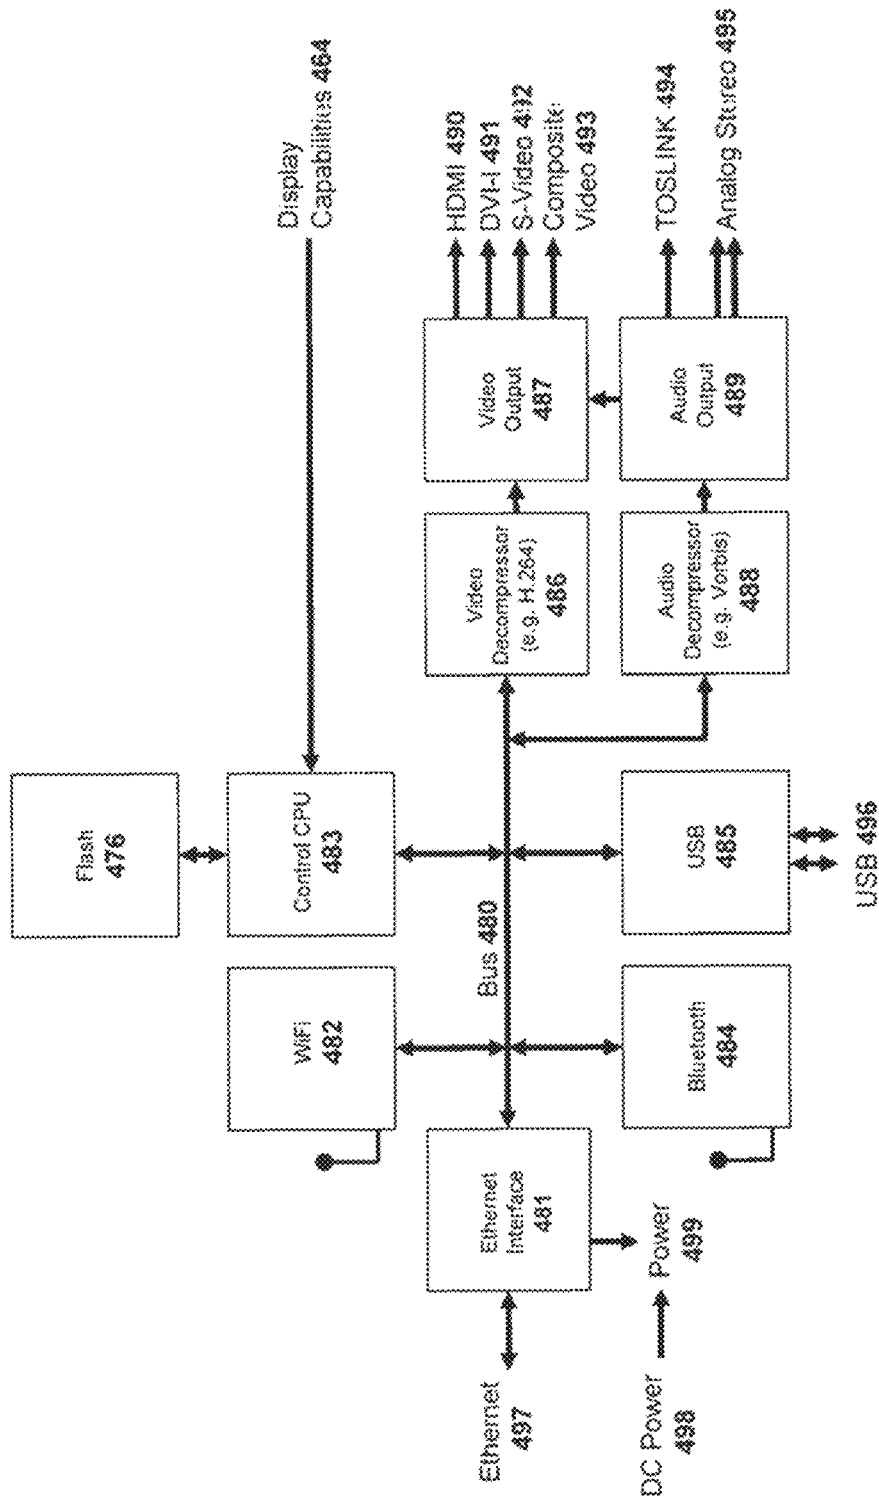 Flash
476
Display
Capabilities 464
WiFi
482
Control CPU
483
HDMI 490
DVI-I 491
S-Video 492
Composite
Video 493
Bus 480
Video
Decompressor
(e.g. H.264)
486
Video
Output
487
Ethernet
497
Ethernet
Interface
481
TOSLINK 494
Analog Stereo 495
Audio
Decompressor
(e.g. Vorbis)
488
Audio
Output
489
DC Power
498
Power
499
Bluetooth
484
USB
485
USB 496